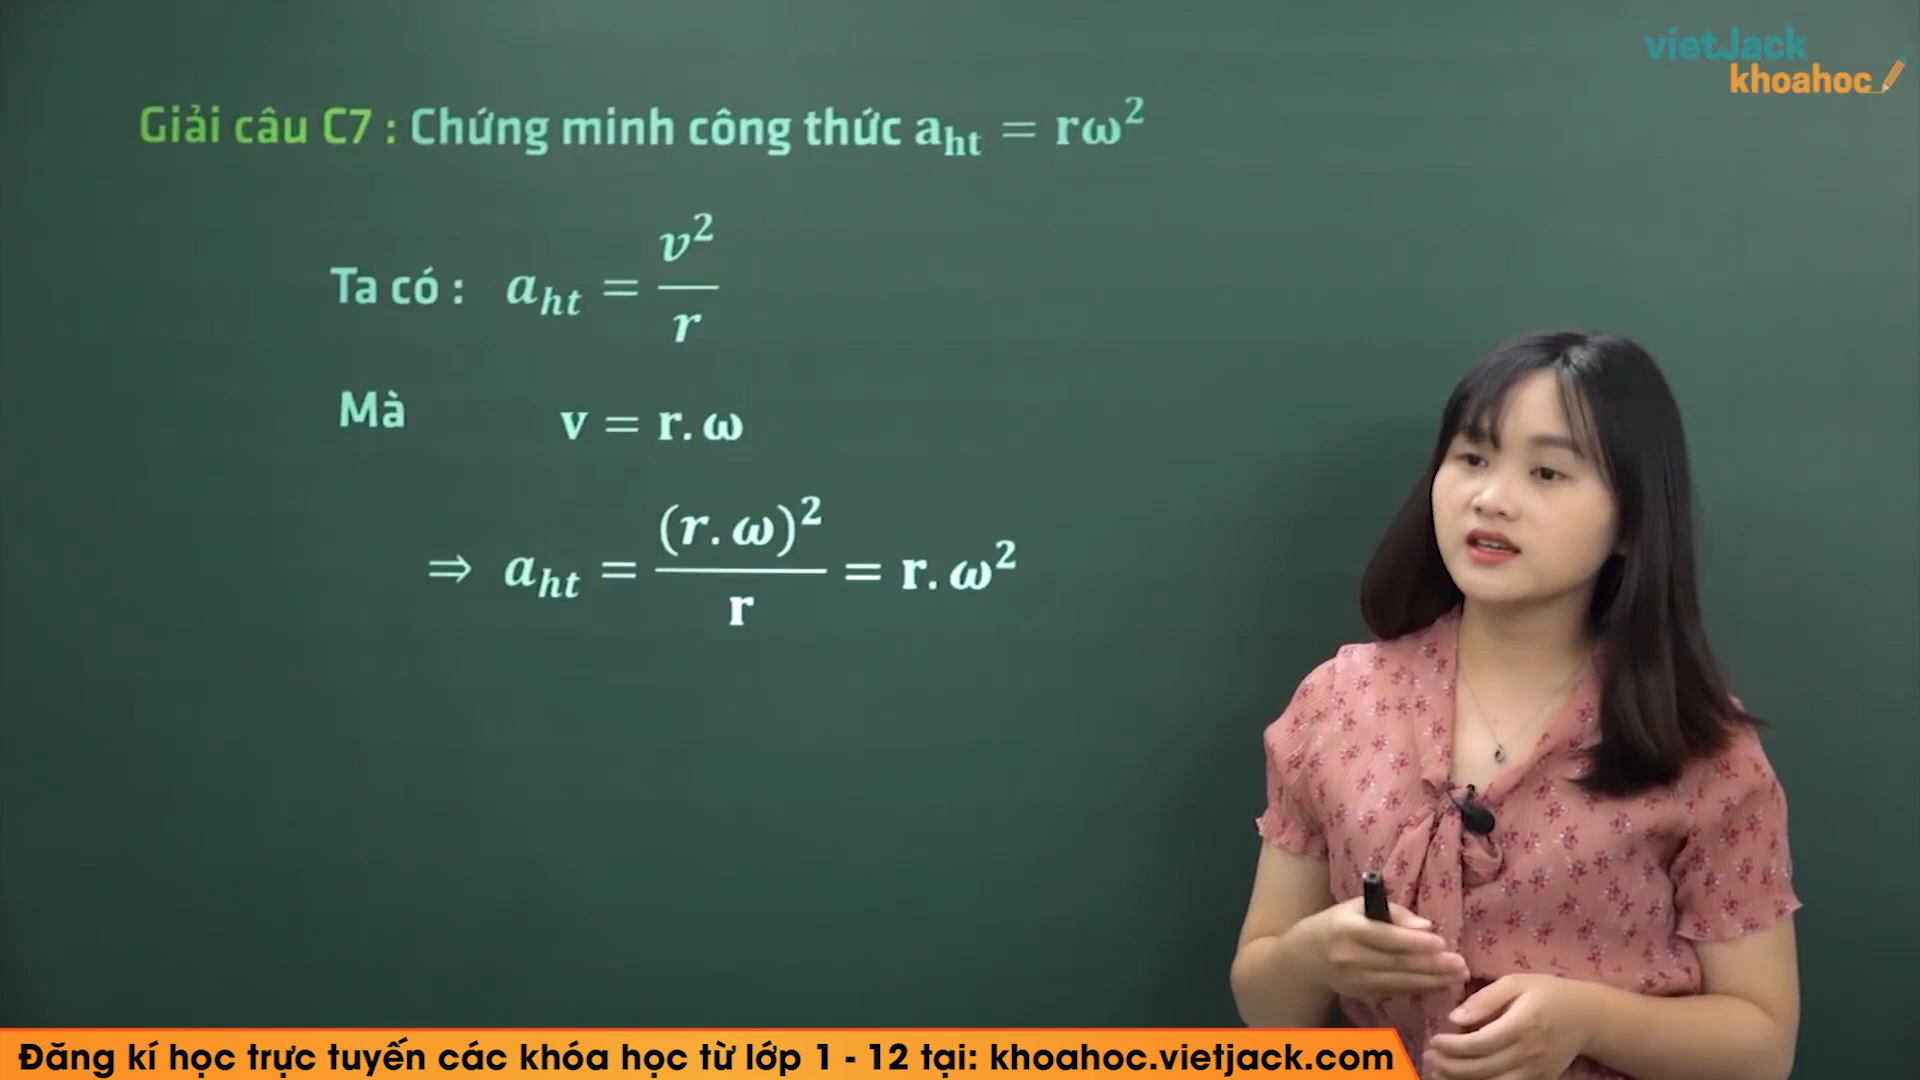 vietJack
khoahoc
Giải câu C7 : Chứng minh công thức aₕₜ = rω²
Ta có : aₕₜ = v²/r
Mà v = r. ω
⇒ aₕₜ = (r. ω)²/r = r. ω²
Đăng kí học trực tuyến các khóa học từ lớp 1 - 12 tại: khoahoc.vietjack.com